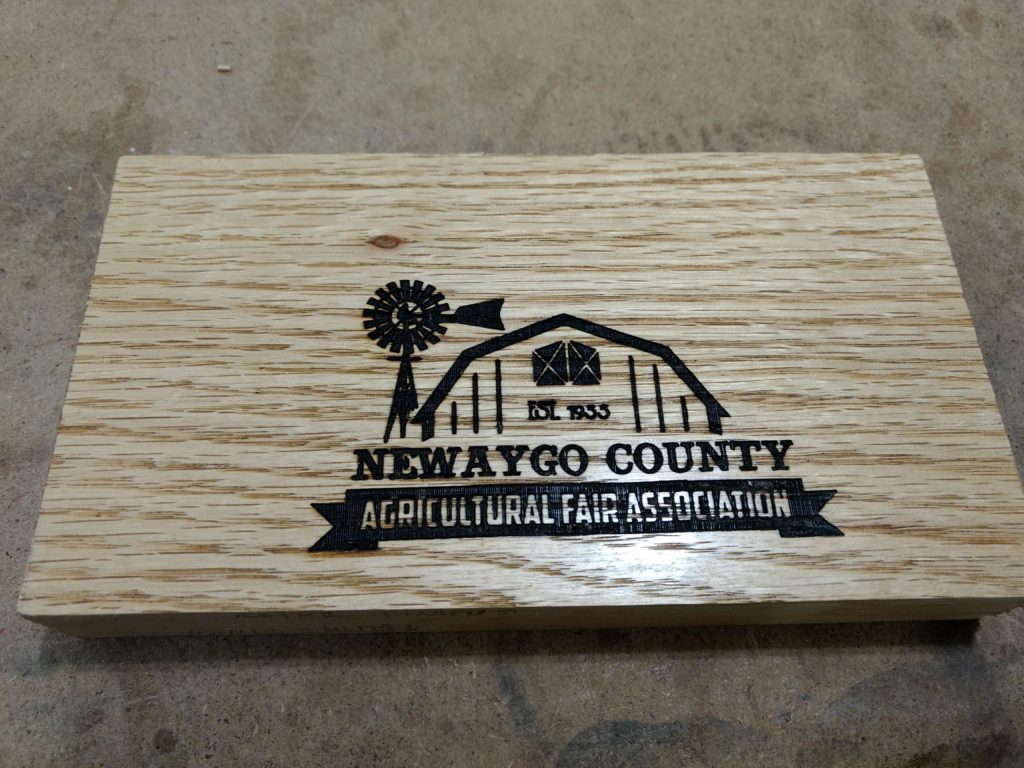 EST. 1933
NEWAYGO COUNTY
AGRICULTURAL FAIR ASSOCIATION